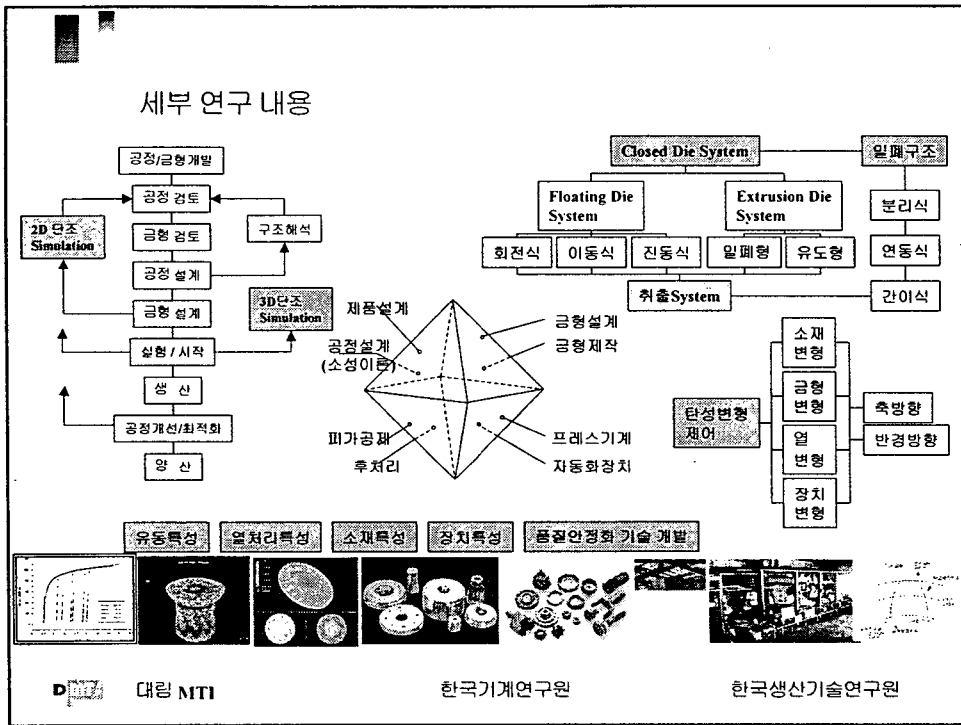 세부 연구 내용
공정/금형개발
공정 검토
2D 단조
Simulation
금형 검토
구조해석
공정 설계
금형 설계
3D단조
Simulation
실험 / 시작
생 산
공정개선/최적화
양 산
Closed Die System
밀폐구조
Floating Die
System
Extrusion Die
System
분리식
회전식
이동식
진동식
밀폐형
유도형
연동식
취출System
간이식
제품설계
공정설계
(소성이론)
금형설계
금형제작
피가공재
후처리
프레스기계
자동화장치
탄성변형
제어
소재
변형
금형
변형
열
변형
장치
변형
축방향
반경방향
유동특성
열처리특성
소재특성
장치특성
품질안정화 기술 개발
대림 MTI
한국기계연구원
한국생산기술연구원